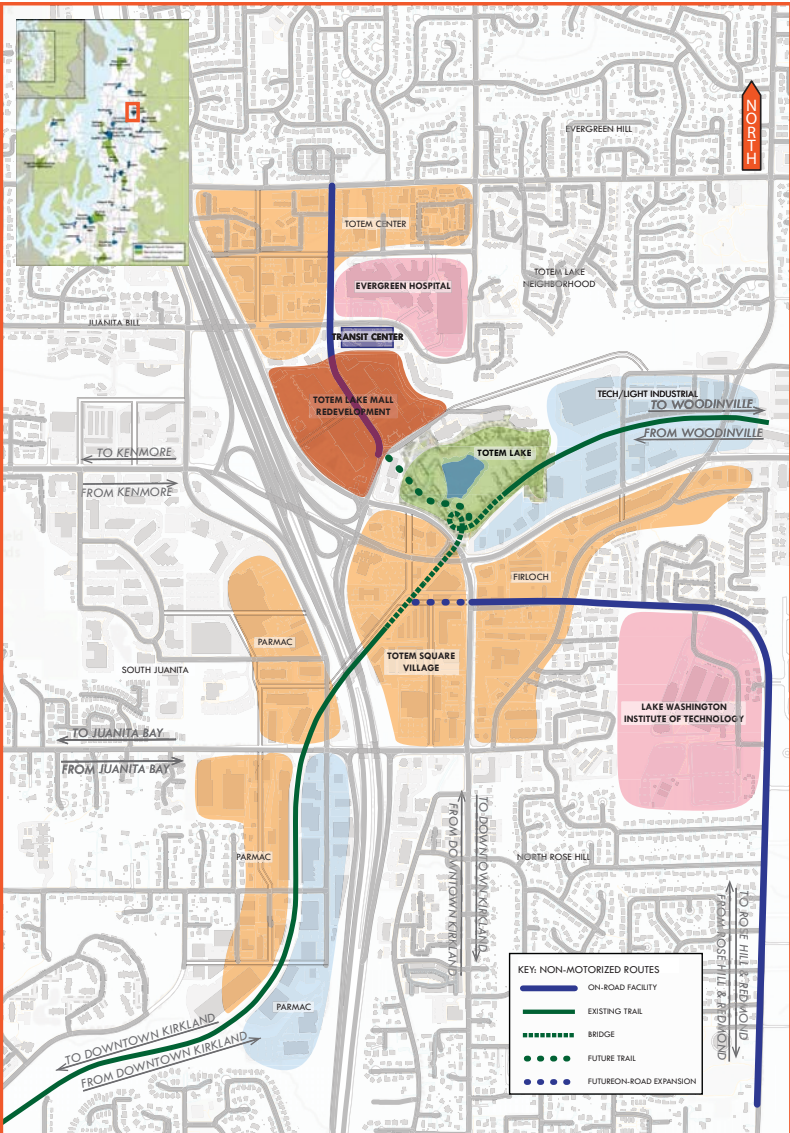 NORTH
EVERGREEN HILL
TOTEM CENTER
TOTEM LAKE
NEIGHBORHOOD
EVERGREEN HOSPITAL
JUANITA BILL
TRANSIT CENTER
TOTEM LAKE MALL
REDEVELOPMENT
TECH/LIGHT INDUSTRIAL
TO WOODINVILLE
FROM WOODINVILLE
TO KENMORE
FROM KENMORE
TOTEM LAKE
FIRLOCH
PARMAC
TOTEM SQUARE
VILLAGE
SOUTH JUANITA
LAKE WASHINGTON
INSTITUTE OF TECHNOLOGY
TO JUANITA BAY
FROM JUANITA BAY
PARMAC
NORTH ROSE HILL
FROM DOWNTOWN KIRKLAND
TO DOWNTOWN KIRKLAND
FROM ROSE HILL & REDMOND
TO ROSE HILL & REDMOND
PARMAC
TO DOWNTOWN KIRKLAND
FROM DOWNTOWN KIRKLAND
KEY: NON-MOTORIZED ROUTES
ON-ROAD FACILITY
EXISTING TRAIL
BRIDGE
FUTURE TRAIL
FUTUREON-ROAD EXPANSION